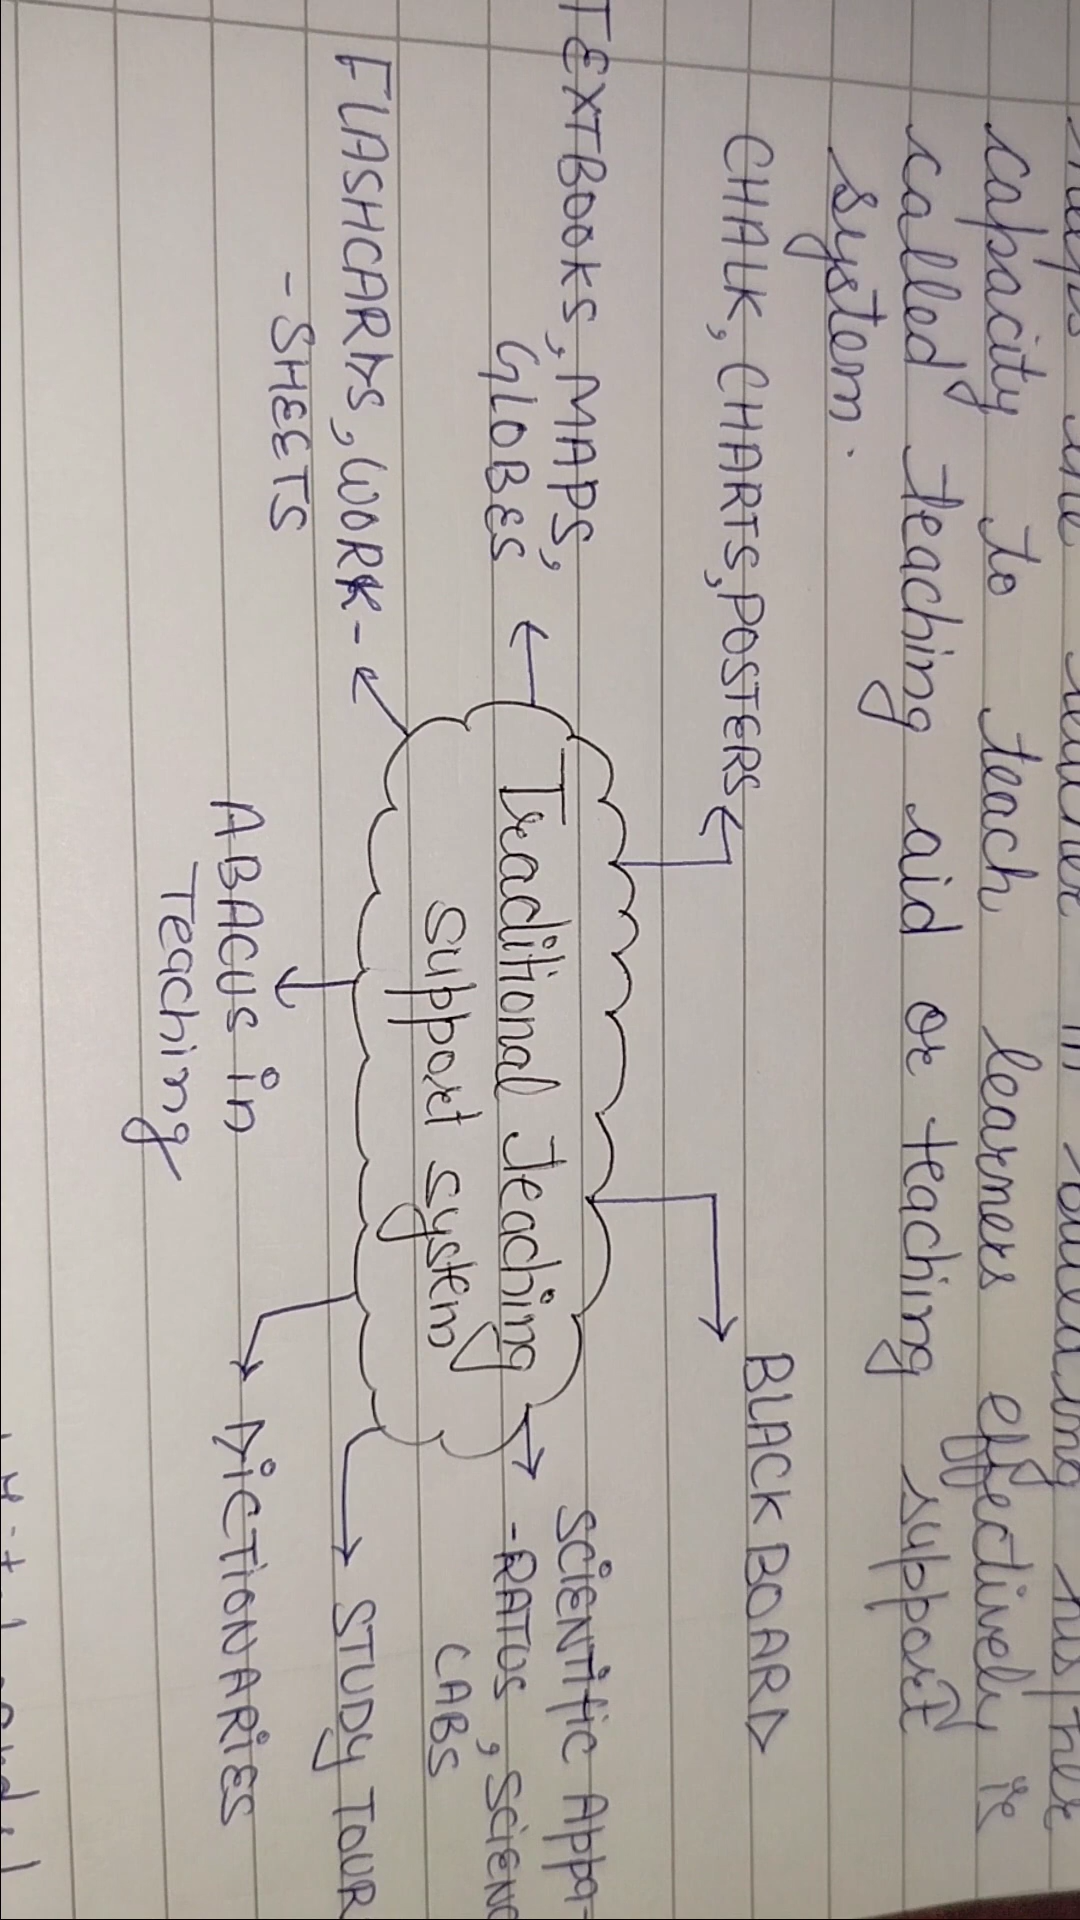 capacity to teach learners effectively is
called teaching aid or teaching support
system.
CHALK, CHARTS, POSTERS
BLACK BOARD
TEXTBOOKS, MAPS,
GLOBES
Traditional Teaching
support system
SCIENTific Appa-
-RATUS, SCIENC
LABS
FLASHCARDS, WORK-
-SHEETS
STUDY TOUR
ABACUS in
Teaching
DiCTIONARiES